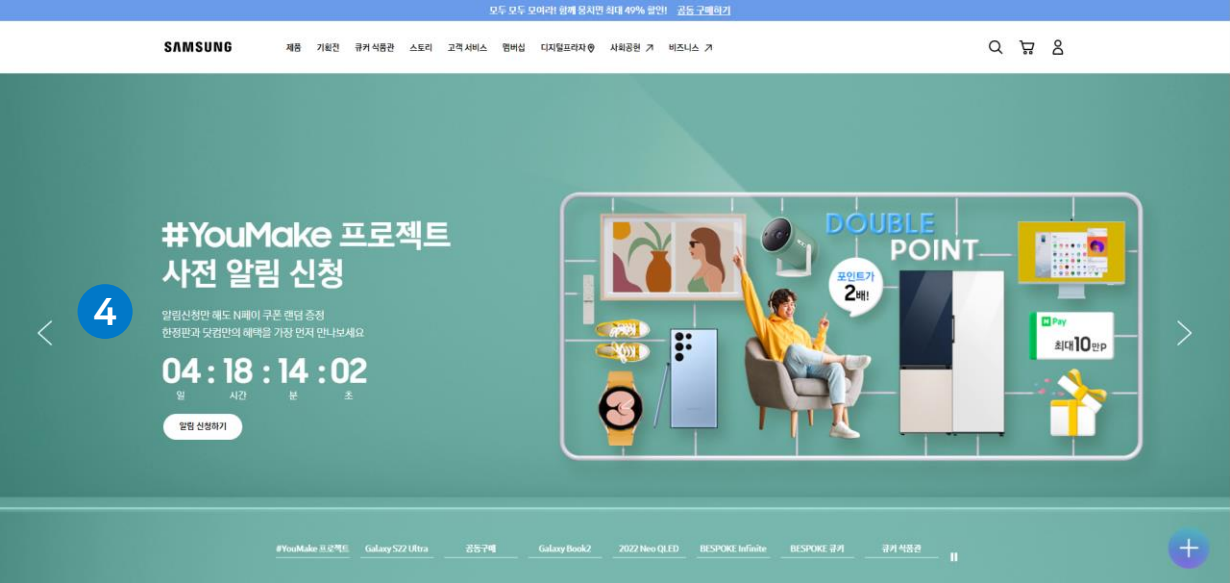 모두 모두 모여라! 함께 뭉치면 최대 49% 할인! 공동 구매하기
SAMSUNG 제품 기획전 큐커 식품관 스토리 고객 서비스 멤버십 디지털프라자 사회공헌 비즈니스
#YouMake 프로젝트
사전 알림 신청
4
알림신청만 해도 N페이 쿠폰 랜덤 증정
한정판과 닷컴만의 혜택을 가장 먼저 만나보세요
04 : 18 : 14 : 02
일 시간 분 초
알림 신청하기
DOUBLE
POINT
포인트가
2배!
N Pay
최대10만P
#YouMake 프로젝트 Galaxy S22 Ultra 공동구매 Galaxy Book2 2022 Neo QLED BESPOKE Infinite BESPOKE 큐커 큐커 식품관